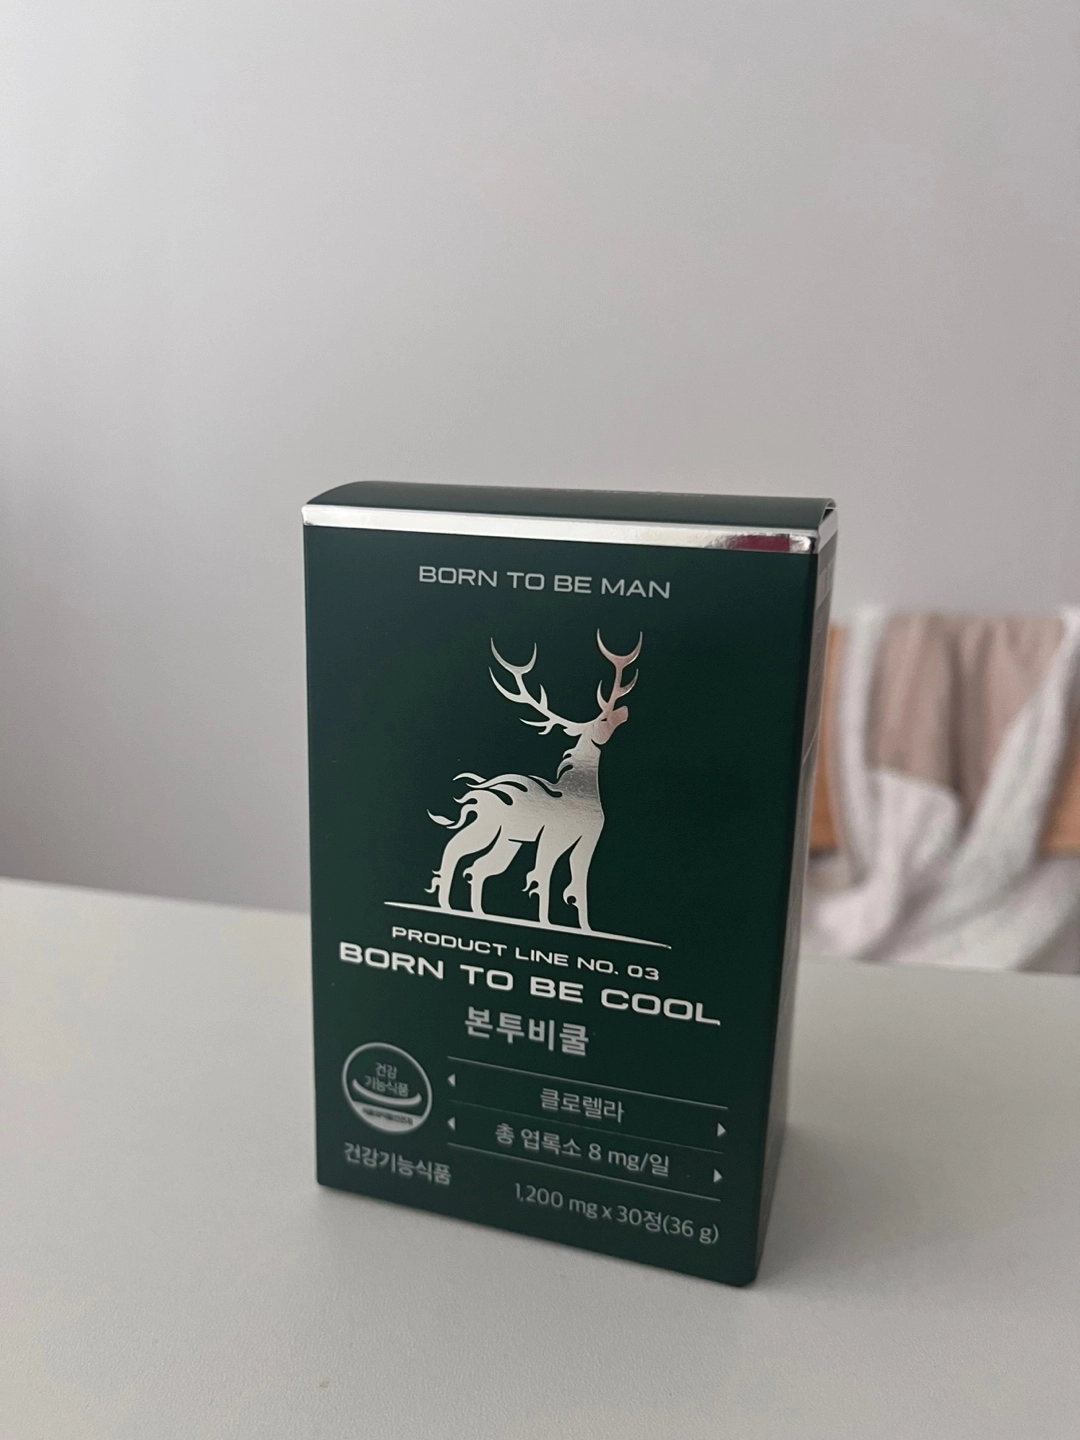 BORN TO BE MAN
PRODUCT LINE NO. 03
BORN TO BE COOL
본투비쿨
건강
기능식품
건강기능식품
클로렐라
총 엽록소 8 mg/일
1,200 mg x 30정(36 g)